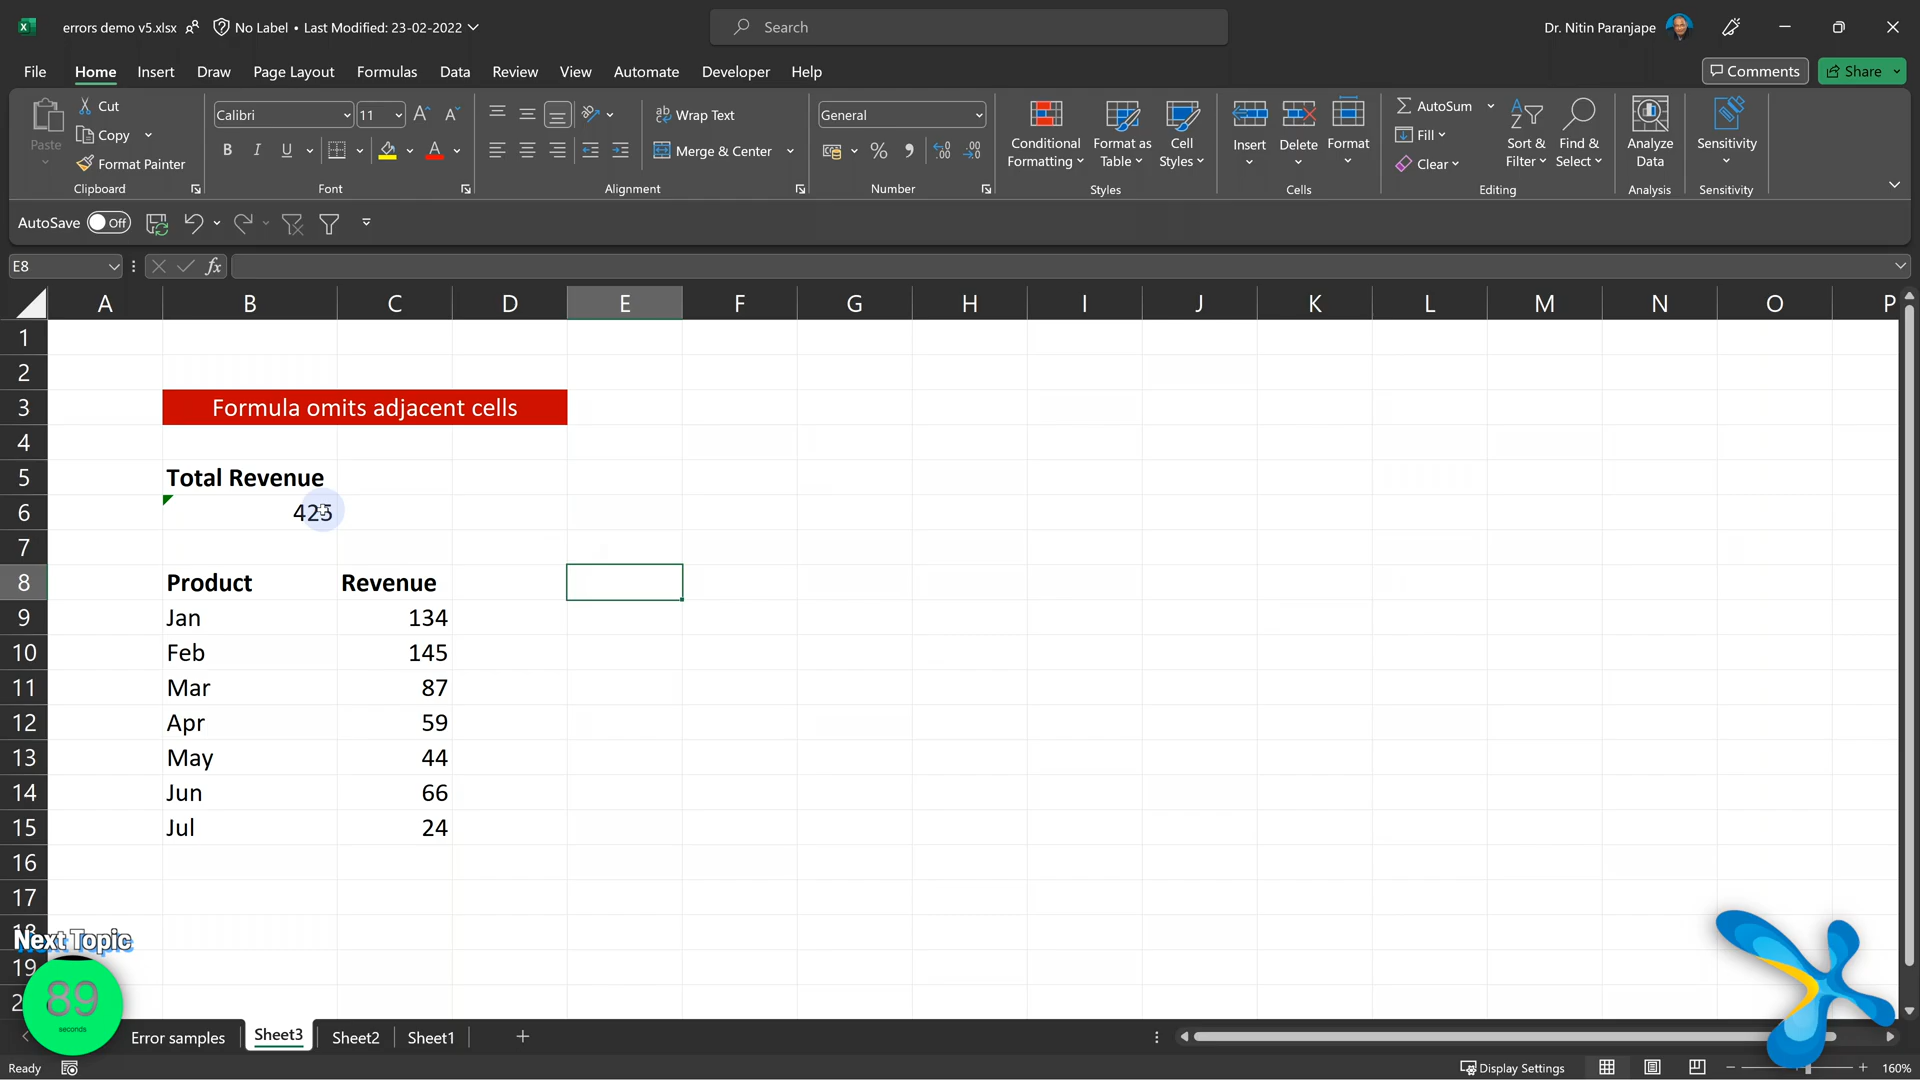 errors demo v5.xlsx No Label • Last Modified: 23-02-2022
Search
Dr. Nitin Paranjape
File Home Insert Draw Page Layout Formulas Data Review View Automate Developer Help
Comments Share
Paste
Cut
Copy
Format Painter
Clipboard
Calibri 11
B I U A
Font
Wrap Text
Merge & Center
Alignment
General
Number
Conditional Formatting
Format as Table
Cell Styles
Styles
Insert
Delete
Format
Cells
AutoSum
Fill
Clear
Sort & Filter
Find & Select
Editing
Analyze Data
Analysis
Sensitivity
Sensitivity
AutoSave Off
E8 fx
A B C D E F G H I J K L M N O P
1
2
3 Formula omits adjacent cells
4
5 Total Revenue
6 425
7
8 Product Revenue
9 Jan 134
10 Feb 145
11 Mar 87
12 Apr 59
13 May 44
14 Jun 66
15 Jul 24
16
17
Next Topic
19
89
seconds
Error samples Sheet3 Sheet2 Sheet1
Ready Display Settings 160%